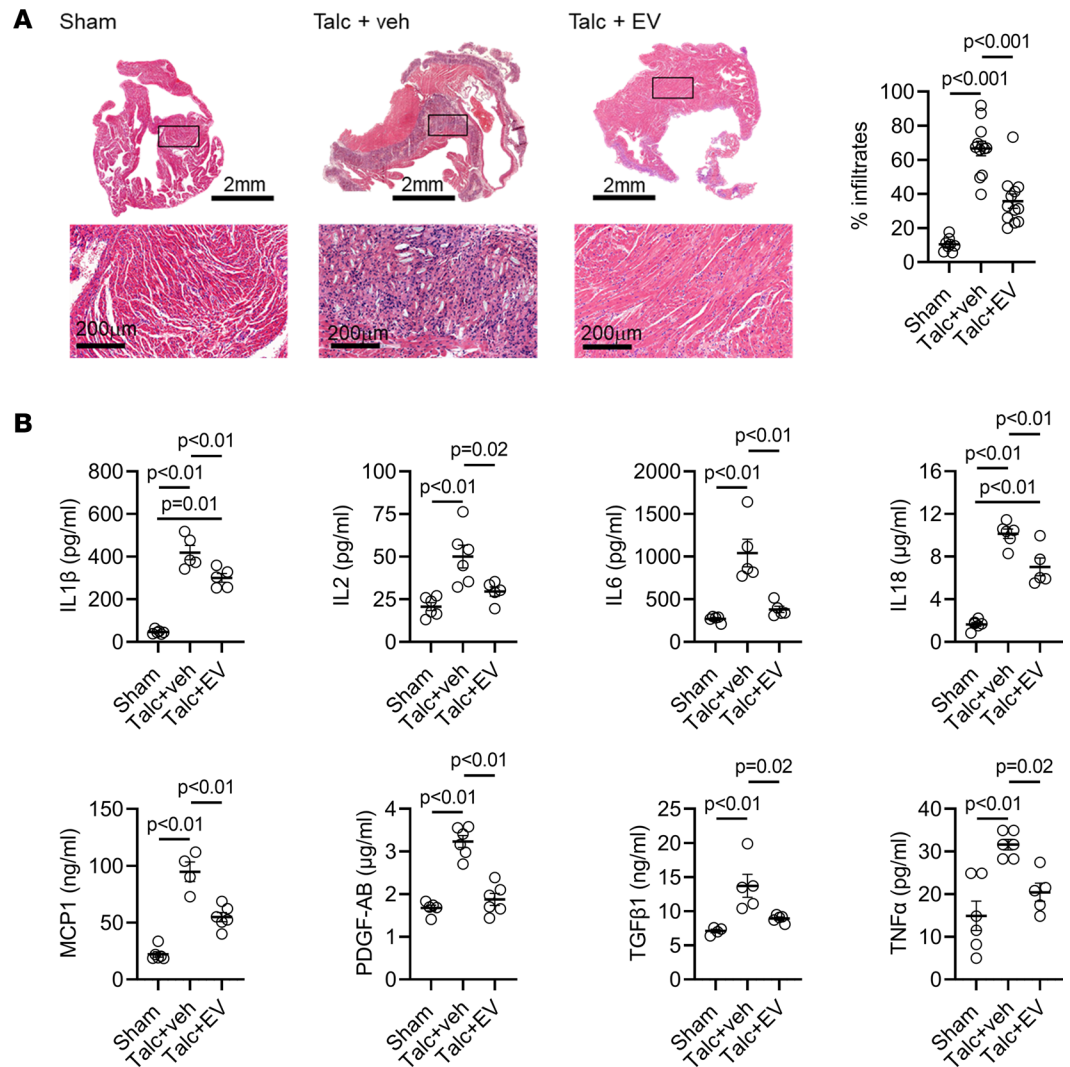 A
Sham
Talc + veh
Talc + EV
2mm
2mm
2mm
200μm
200μm
200μm
p<0.001
p<0.001
% infiltrates
100
80
60
40
20
0
Sham
Talc+veh
Talc+EV
B
p<0.01
p<0.01
p=0.01
IL1β (pg/ml)
800
600
400
200
0
Sham
Talc+veh
Talc+EV
p=0.02
p<0.01
IL2 (pg/ml)
100
75
50
25
0
Sham
Talc+veh
Talc+EV
p<0.01
p<0.01
IL6 (pg/ml)
2000
1500
1000
500
0
Sham
Talc+veh
Talc+EV
p<0.01
p<0.01
p<0.01
IL18 (μg/ml)
16
12
8
4
0
Sham
Talc+veh
Talc+EV
p<0.01
p<0.01
MCP1 (ng/ml)
150
100
50
0
Sham
Talc+veh
Talc+EV
p<0.01
p<0.01
PDGF-AB (μg/ml)
4
3
2
1
0
Sham
Talc+veh
Talc+EV
p=0.02
p<0.01
TGFβ1 (ng/ml)
25
20
15
10
5
0
Sham
Talc+veh
Talc+EV
p=0.02
p<0.01
TNFα (pg/ml)
40
30
20
10
0
Sham
Talc+veh
Talc+EV